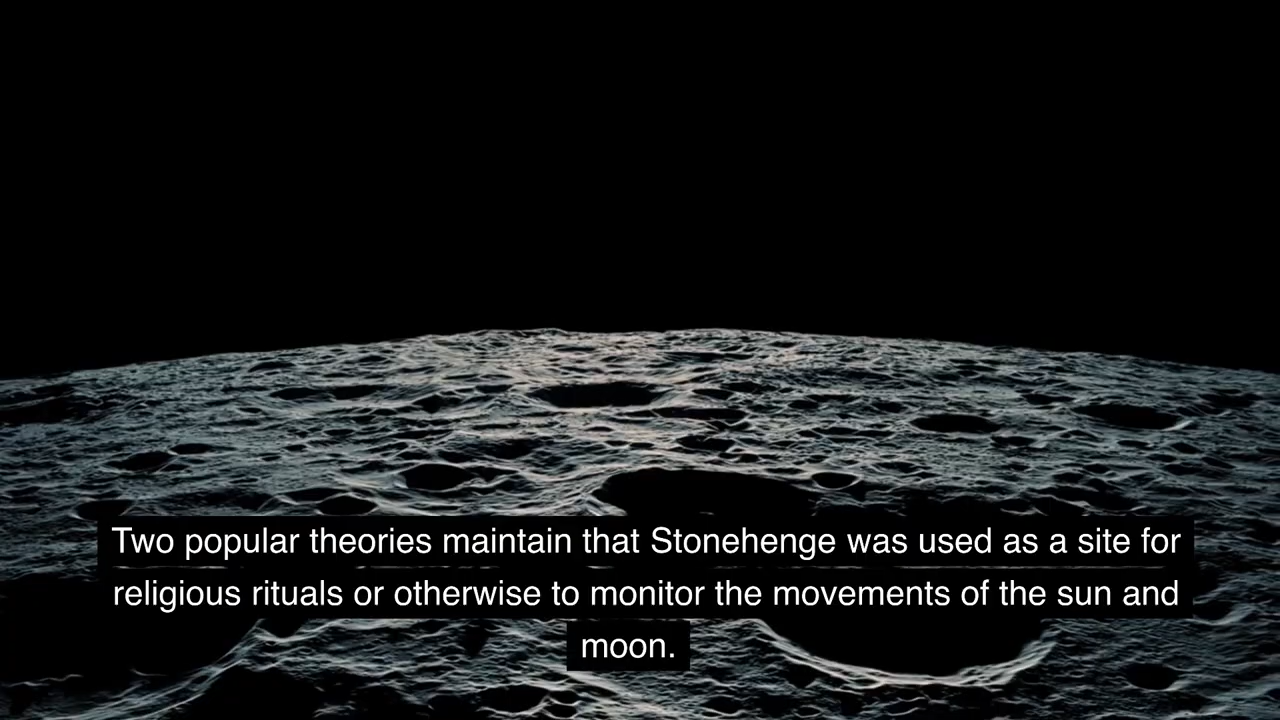 Two popular theories maintain that Stonehenge was used as a site for
religious rituals or otherwise to monitor the movements of the sun and
moon.